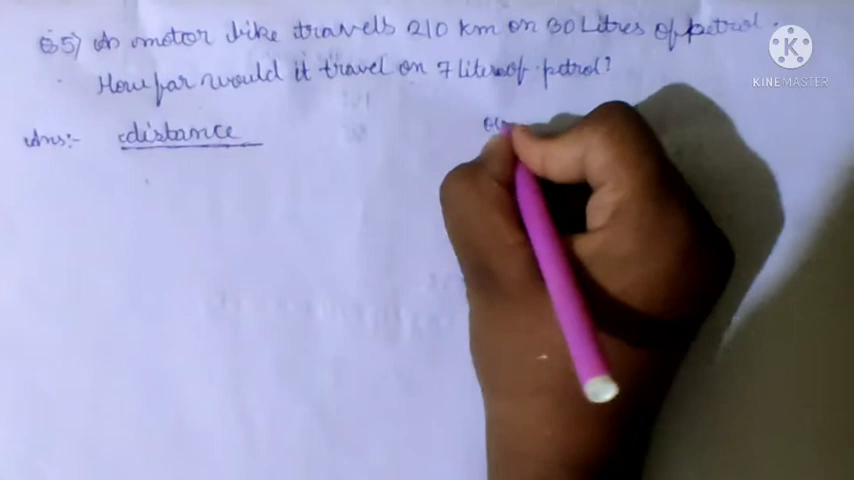 Q5) A motor bike travels 210 km on 30 Litres of petrol.
How far would it travel on 7 liters of petrol?
Ans:- distance
KINEMASTER